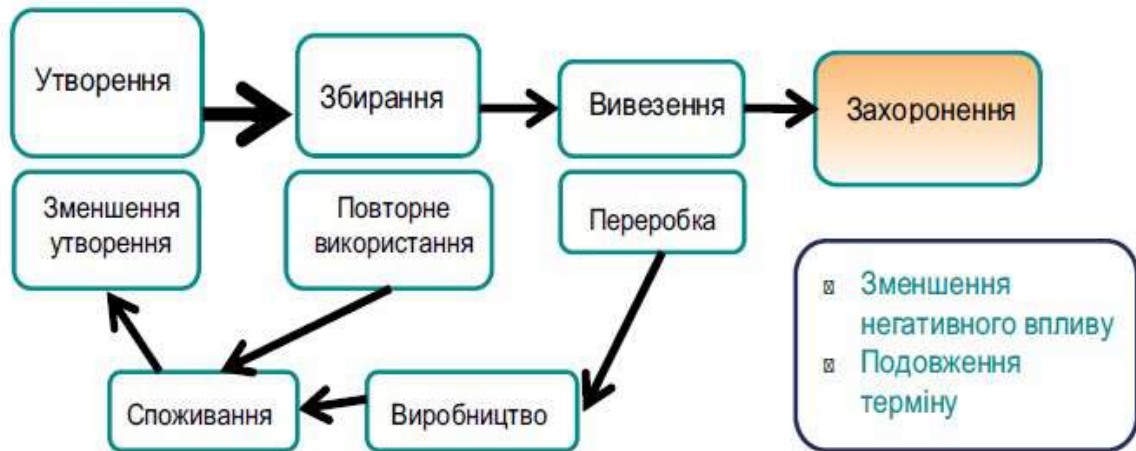 Утворення
Збирання
Вивезення
Захоронення
Зменшення
утворення
Повторне
використання
Переробка
Зменшення
негативного впливу
Подовження
терміну
Споживання
Виробництво